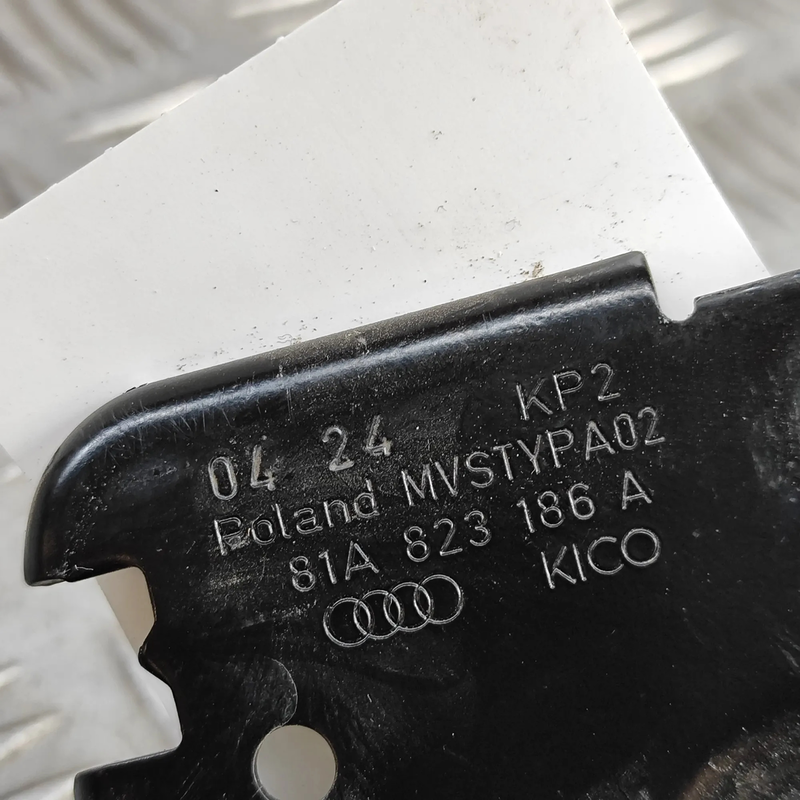 04 24 KP2
Poland MVSTYPA02
81A 823 186 A
KICO